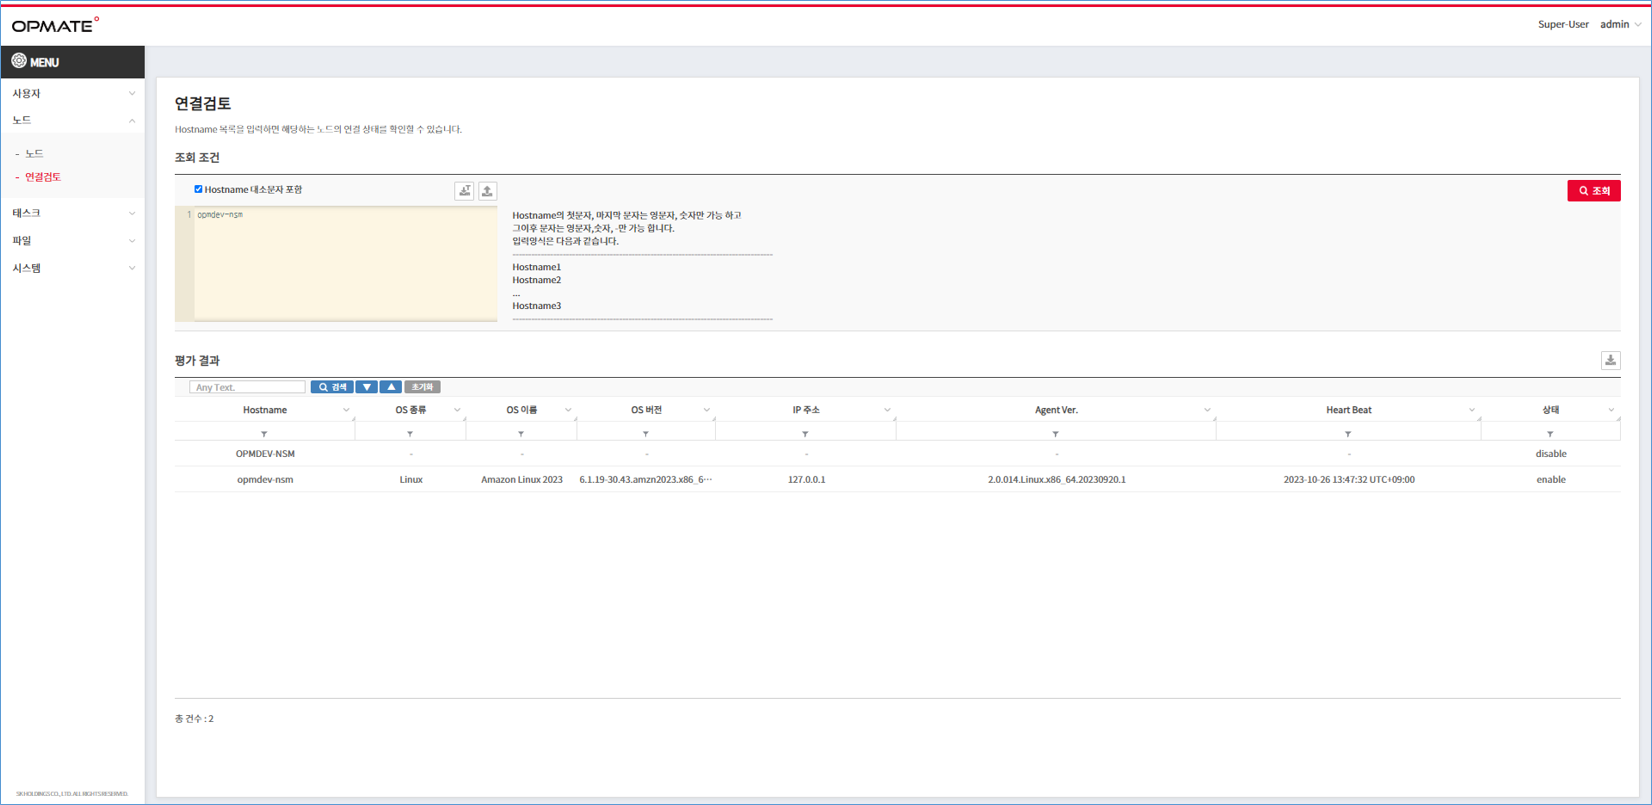 OPMATE
Super-User admin
MENU
사용자
노드
- 노드
- 연결검토
태스크
파일
시스템
연결검토
Hostname 목록을 입력하면 해당하는 노드의 연결 상태를 확인할 수 있습니다.
조회 조건
Hostname 대소문자 포함
조회
1 opmdev-nsm
Hostname의 첫문자, 마지막 문자는 영문자, 숫자만 가능 하고
그이후 문자는 영문자,숫자, -만 가능 합니다.
입력양식은 다음과 같습니다.
Hostname1
Hostname2
...
Hostname3
평가 결과
Any Text. 검색 ▼ ▲ 초기화
Hostname OS 종류 OS 이름 OS 버전 IP 주소 Agent Ver. Heart Beat 상태
OPMDEV-NSM - - - - - - disable
opmdev-nsm Linux Amazon Linux 2023 6.1.19-30.43.amzn2023.x86_6··· 127.0.0.1 2.0.014.Linux.x86_64.20230920.1 2023-10-26 13:47:32 UTC+09:00 enable
총 건수 : 2
SK HOLDINGS CO., LTD. ALL RIGHTS RESERVED.